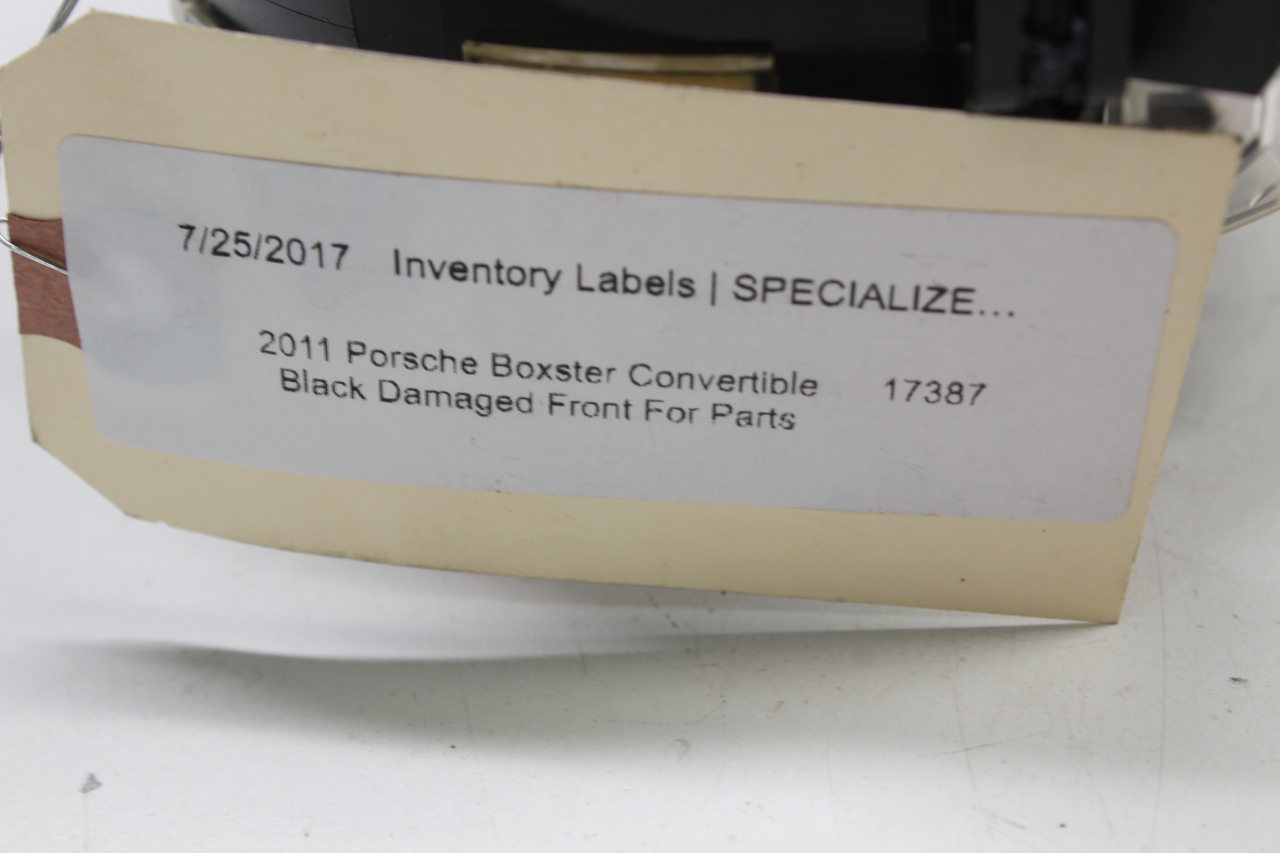 7/25/2017 Inventory Labels | SPECIALIZE...
2011 Porsche Boxster Convertible 17387
Black Damaged Front For Parts